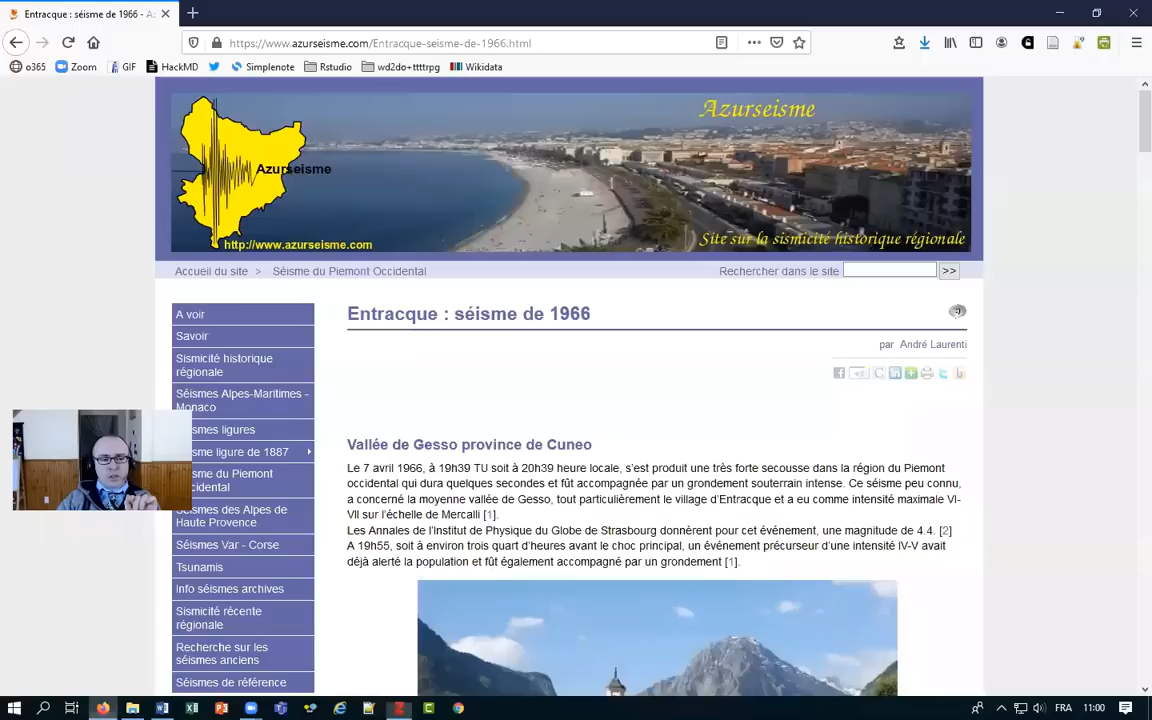 Entracque : séisme de 1966 - Az
https://www.azurseisme.com/Entracque-seisme-de-1966.html
o365
Zoom
GIF
HackMD
Simplenote
Rstudio
wd2do+ttttrpg
Wikidata
Azurseisme
Azurseisme
http://www.azurseisme.com
Site sur la sismicité historique régionale
Accueil du site > Séisme du Piemont Occidental
Rechercher dans le site
>>
A voir
Savoir
Sismicité historique
régionale
Séismes Alpes-Maritimes -
Monaco
smes ligures
sme ligure de 1887
sme du Piemont
cidental
smes des Alpes de
Haute Provence
Séismes Var - Corse
Tsunamis
Info séismes archives
Sismicité récente
régionale
Recherche sur les
séismes anciens
Séismes de référence
Entracque : séisme de 1966
par André Laurenti
Vallée de Gesso province de Cuneo
Le 7 avril 1966, à 19h39 TU soit à 20h39 heure locale, s'est produit une très forte secousse dans la région du Piemont
occidental qui dura quelques secondes et fût accompagnée par un grondement souterrain intense. Ce séisme peu connu,
a concerné la moyenne vallée de Gesso, tout particulièrement le village d'Entracque et a eu comme intensité maximale VI-
VII sur l'échelle de Mercalli [1].
Les Annales de l'Institut de Physique du Globe de Strasbourg donnèrent pour cet événement, une magnitude de 4.4. [2]
A 19h55, soit à environ trois quart d'heures avant le choc principal, un événement précurseur d'une intensité IV-V avait
déjà alerté la population et fût également accompagné par un grondement [1].
FRA
11:00